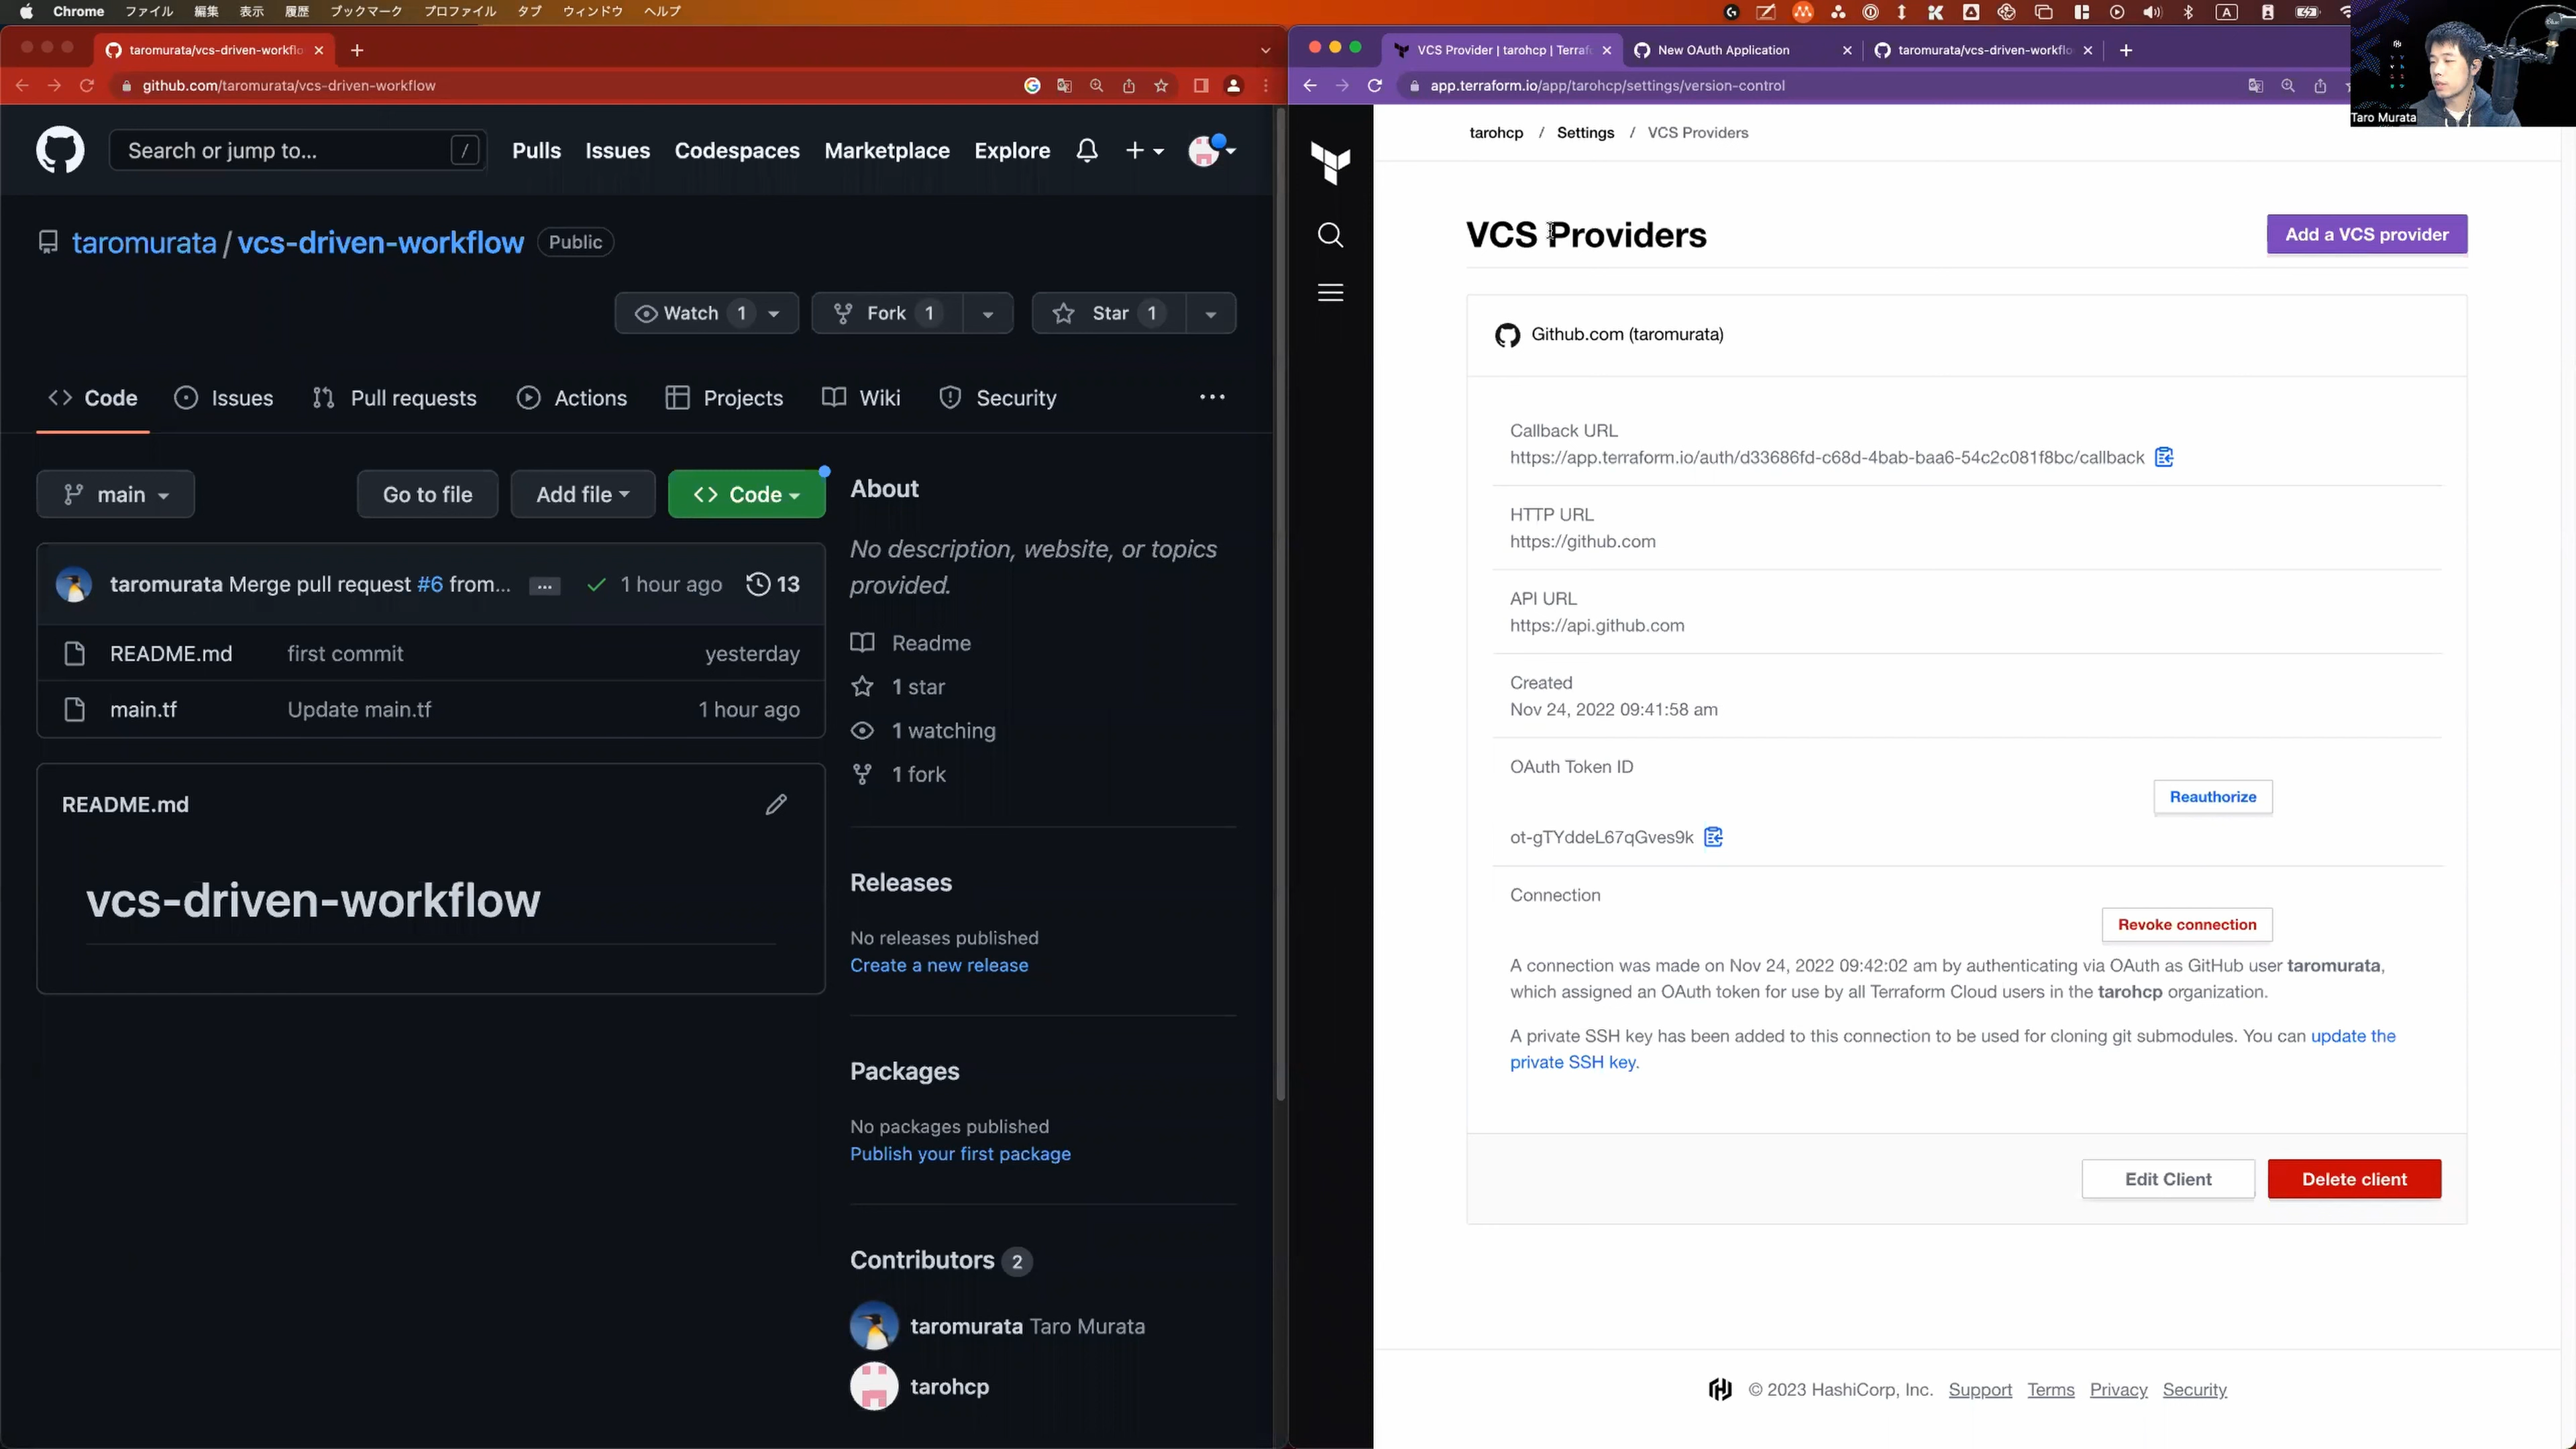 Chrome ファイル 編集 表示 履歴 ブックマーク プロファイル タブ ウィンドウ ヘルプ
taromurata/vcs-driven-workflo
github.com/taromurata/vcs-driven-workflow
Search or jump to... /
Pulls Issues Codespaces Marketplace Explore
taromurata / vcs-driven-workflow Public
Watch 1 Fork 1 Star 1
Code Issues Pull requests Actions Projects Wiki Security
main Go to file Add file Code
taromurata Merge pull request #6 from... 1 hour ago 13
README.md first commit yesterday
main.tf Update main.tf 1 hour ago
README.md
vcs-driven-workflow
About
No description, website, or topics
provided.
Readme
1 star
1 watching
1 fork
Releases
No releases published
Create a new release
Packages
No packages published
Publish your first package
Contributors 2
taromurata Taro Murata
tarohcp
VCS Provider | tarohcp | Terraf New OAuth Application taromurata/vcs-driven-workflo
app.terraform.io/app/tarohcp/settings/version-control
Taro Murata
tarohcp / Settings / VCS Providers
VCS Providers
Add a VCS provider
Github.com (taromurata)
Callback URL
https://app.terraform.io/auth/d33686fd-c68d-4bab-baa6-54c2c081f8bc/callback
HTTP URL
https://github.com
API URL
https://api.github.com
Created
Nov 24, 2022 09:41:58 am
OAuth Token ID
Reauthorize
ot-gTYddeL67qGves9k
Connection
Revoke connection
A connection was made on Nov 24, 2022 09:42:02 am by authenticating via OAuth as GitHub user taromurata,
which assigned an OAuth token for use by all Terraform Cloud users in the tarohcp organization.
A private SSH key has been added to this connection to be used for cloning git submodules. You can update the
private SSH key.
Edit Client Delete client
© 2023 HashiCorp, Inc. Support Terms Privacy Security